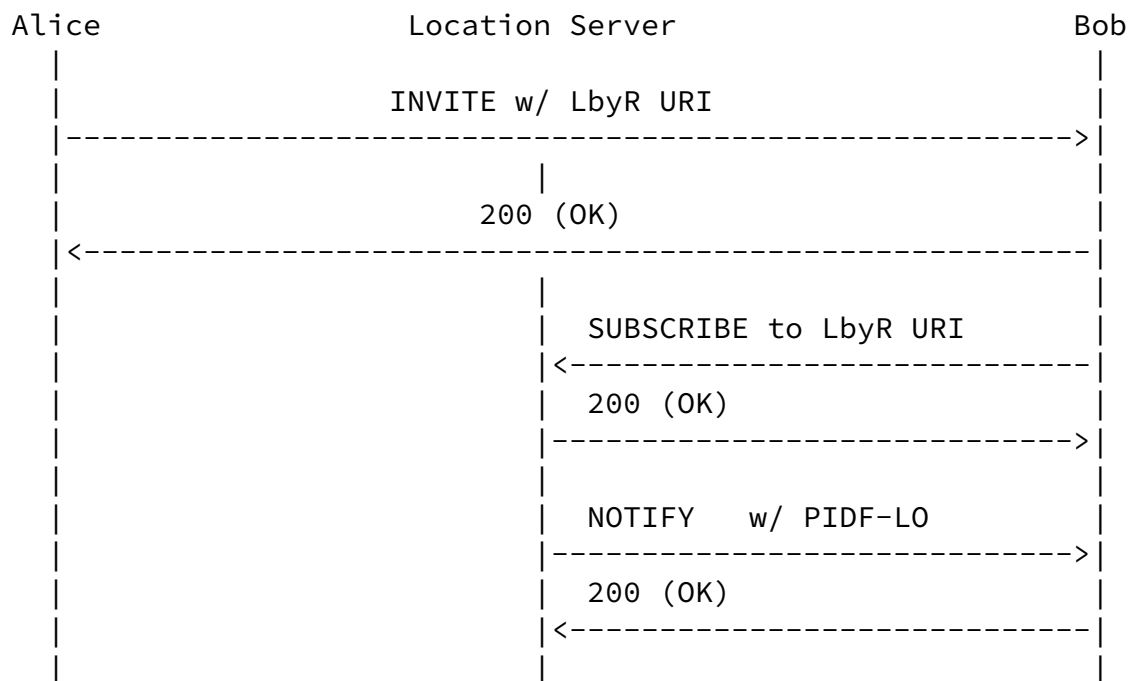 Alice Location Server Bob
INVITE w/ LbyR URI
200 (OK)
SUBSCRIBE to LbyR URI
200 (OK)
NOTIFY w/ PIDF-LO
200 (OK)